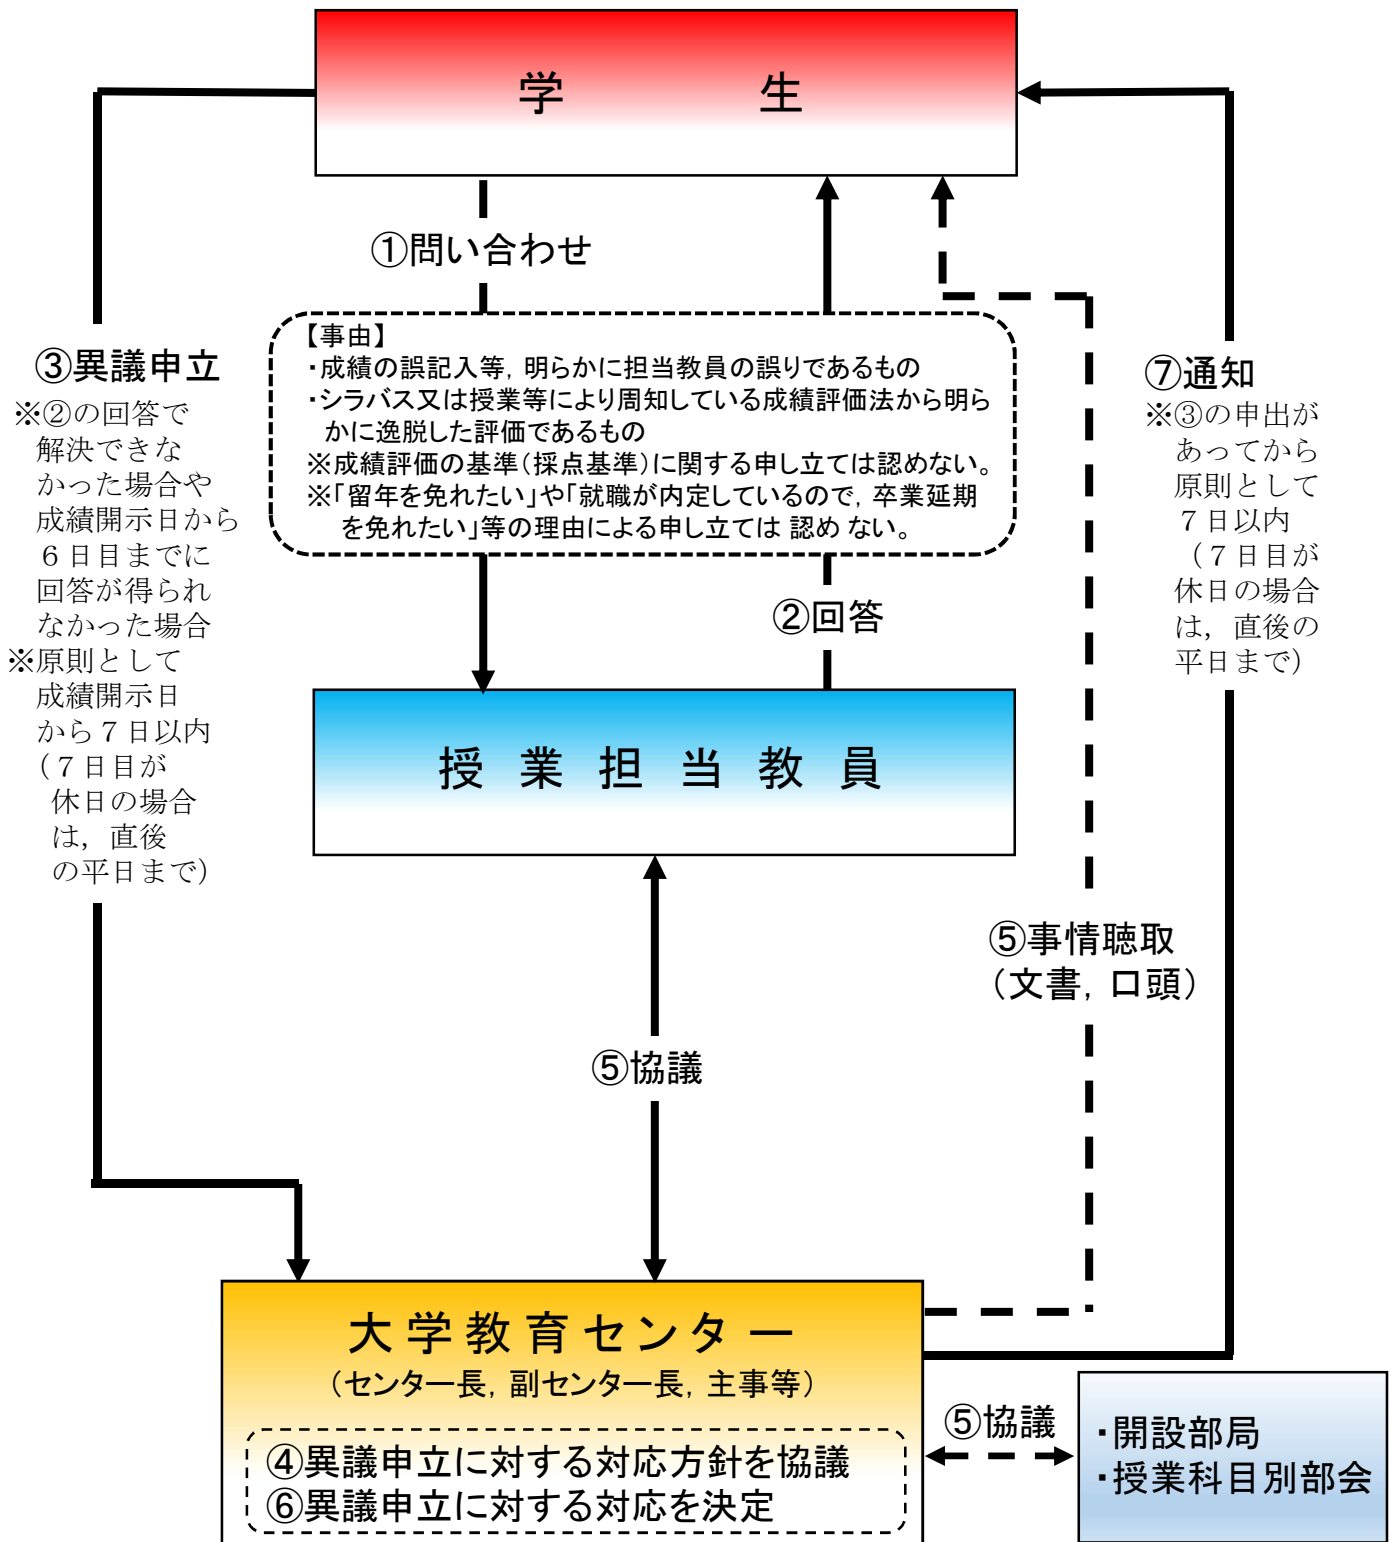 学生
①問い合わせ
【事由】
・成績の誤記入等，明らかに担当教員の誤りであるもの
・シラバス又は授業等により周知している成績評価法から明ら
かに逸脱した評価であるもの
※成績評価の基準（採点基準）に関する申し立ては認めない。
※「留年を免れたい」や「就職が内定しているので，卒業延期
を免れたい」等の理由による申し立ては 認め ない。
②回答
③異議申立
※②の回答で
解決できな
かった場合や
成績開示日から
６日目までに
回答が得られ
なかった場合
※原則として
成績開示日
から７日以内
（７日目が
休日の場合
は，直後
の平日まで）
⑦通知
※③の申出が
あってから
原則として
７日以内
（７日目が
休日の場合
は，直後の
平日まで）
授業担当教員
⑤事情聴取
（文書，口頭）
⑤協議
大学教育センター
（センター長，副センター長，主事等）
④異議申立に対する対応方針を協議
⑥異議申立に対する対応を決定
⑤協議
・開設部局
・授業科目別部会